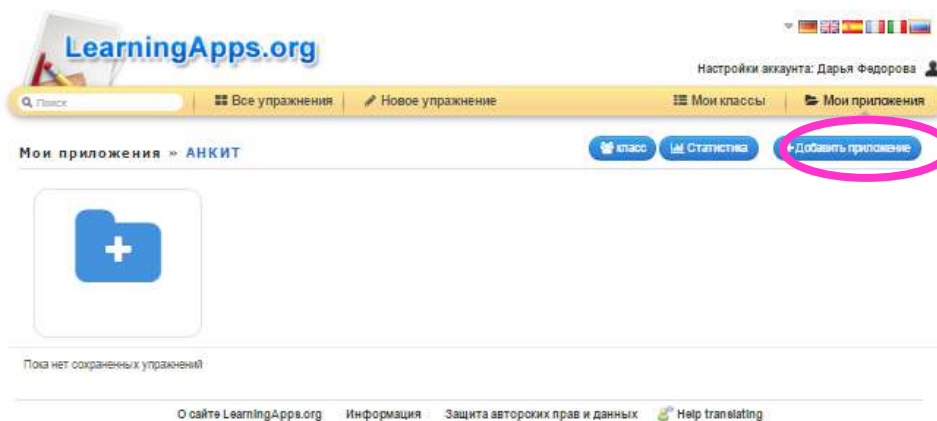 LearningApps.org
Настройки аккаунта: Дарья Федорова
Поиск
Все упражнения
Новое упражнение
Мои классы
Мои приложения
Мои приложения » АНКИТ
класс
Статистика
+Добавить приложение
Пока нет сохраненных упражнений
О сайте LearningApps.org Информация Защита авторских прав и данных Help translating